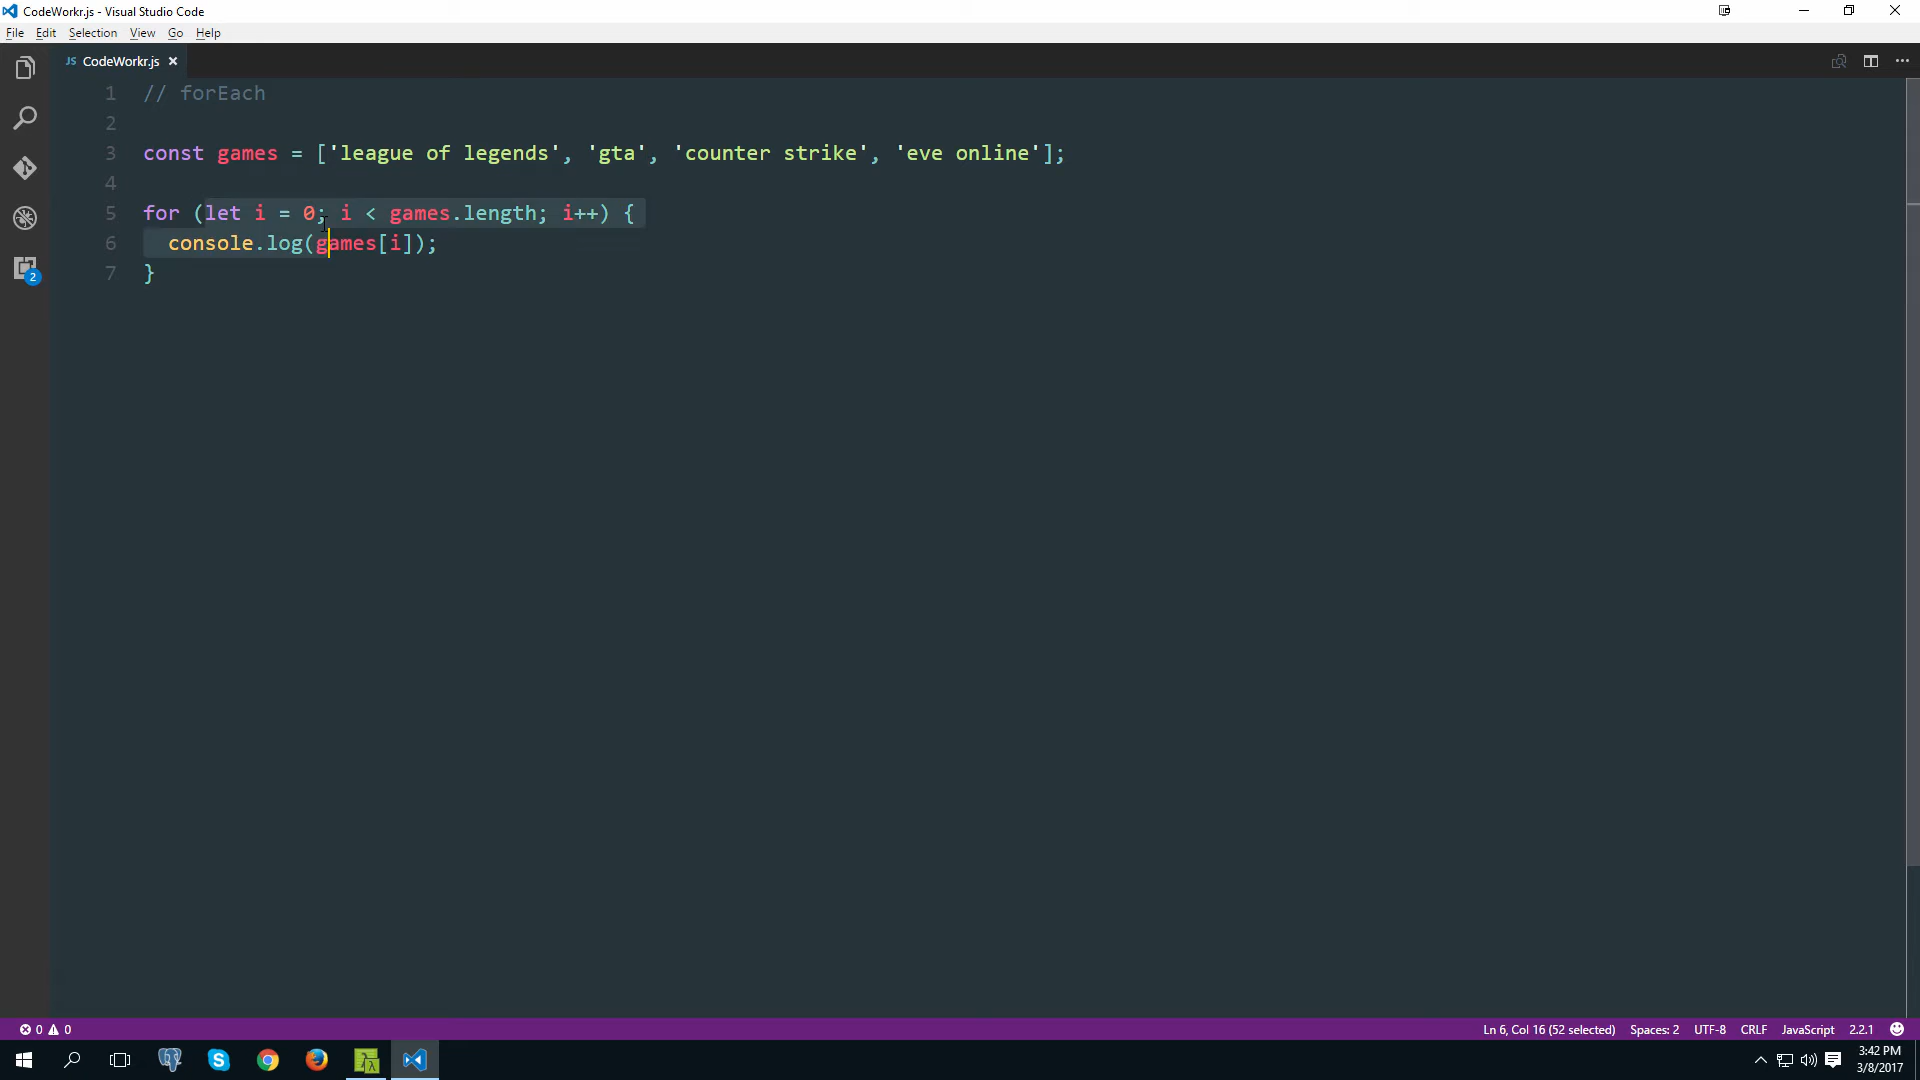 CodeWorkr.js - Visual Studio Code
File Edit Selection View Go Help
JS CodeWorkr.js
1 // forEach
2
3 const games = ['league of legends', 'gta', 'counter strike', 'eve online'];
4
5 for (let i = 0; i < games.length; i++) {
6 console.log(games[i]);
7 }
2
0 0 Ln 6, Col 16 (52 selected) Spaces: 2 UTF-8 CRLF JavaScript 2.2.1
3:42 PM
3/8/2017